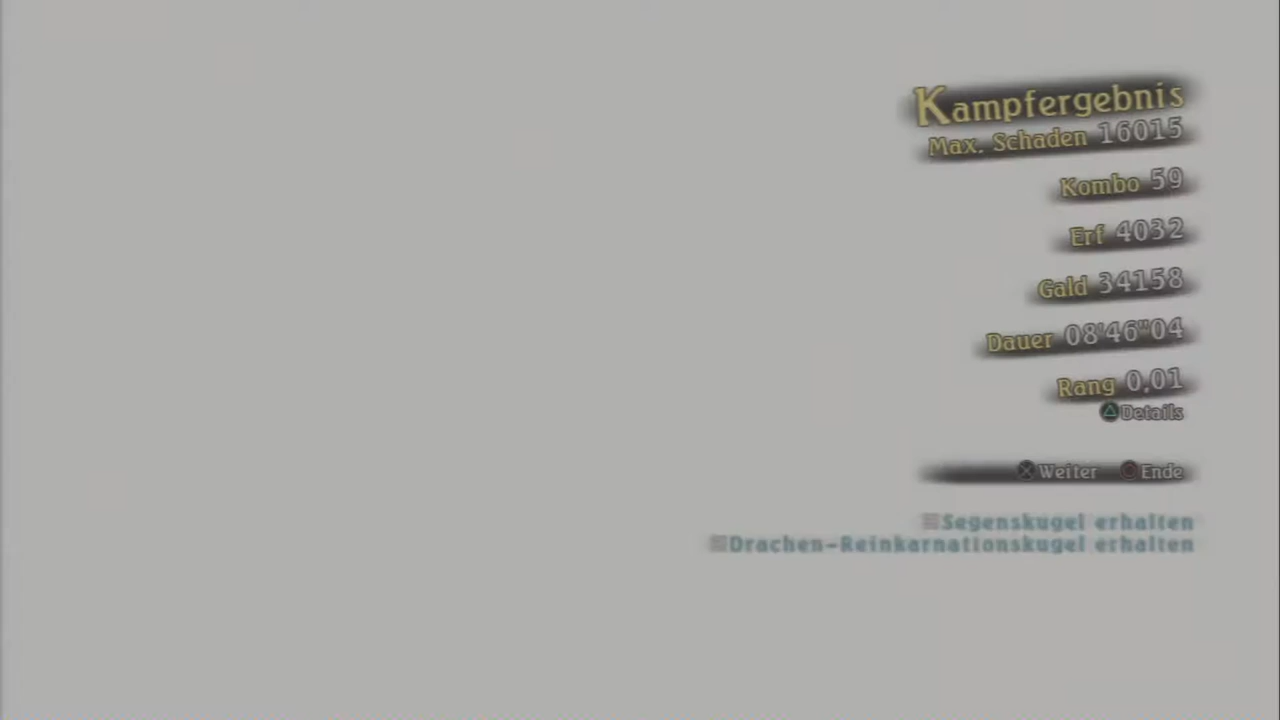 Kampfergebnis
Max. Schaden 16015
Kombo 59
Erf 4032
Gald 34158
Dauer 08'46"04
Rang 0,01
Details
Weiter Ende
Segenskugel erhalten
Drachen-Reinkarnationskugel erhalten